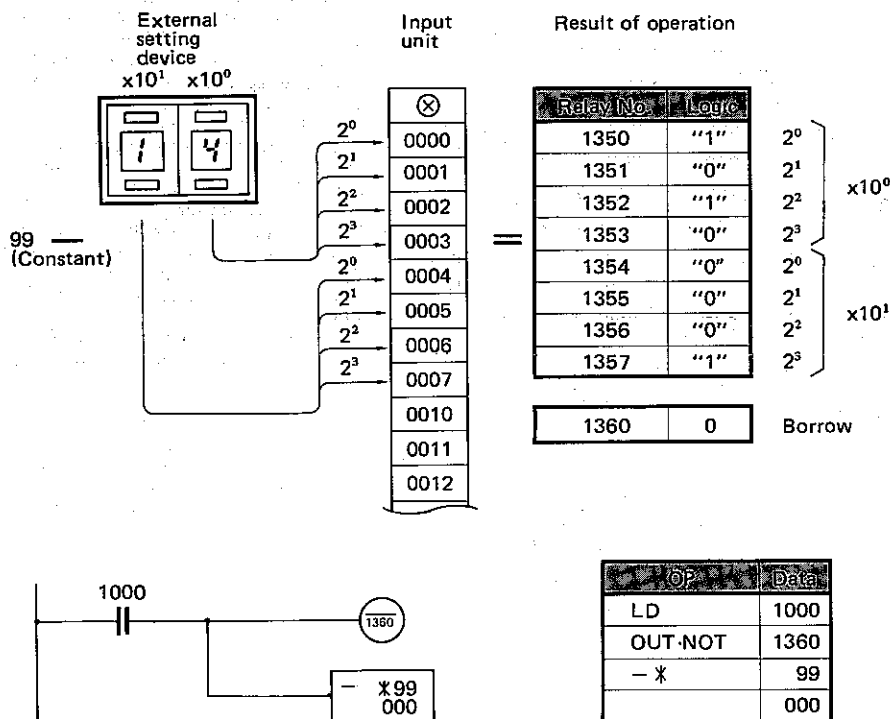 External
setting
device
x10¹ x10⁰
Input
unit
Result of operation
1 4
99 —
(Constant)
2⁰
2¹
2²
2³
2⁰
2¹
2²
2³
⊗
0000
0001
0002
0003
0004
0005
0006
0007
0010
0011
0012
=
Relay No. Logic
1350 "1" 2⁰
1351 "0" 2¹
1352 "1" 2²
1353 "0" 2³
x10⁰
1354 "0" 2⁰
1355 "0" 2¹
1356 "0" 2²
1357 "1" 2³
x10¹
1360 0 Borrow
1000
1360
— ⚹99
000
OP Data
LD 1000
OUT·NOT 1360
— ⚹ 99
000